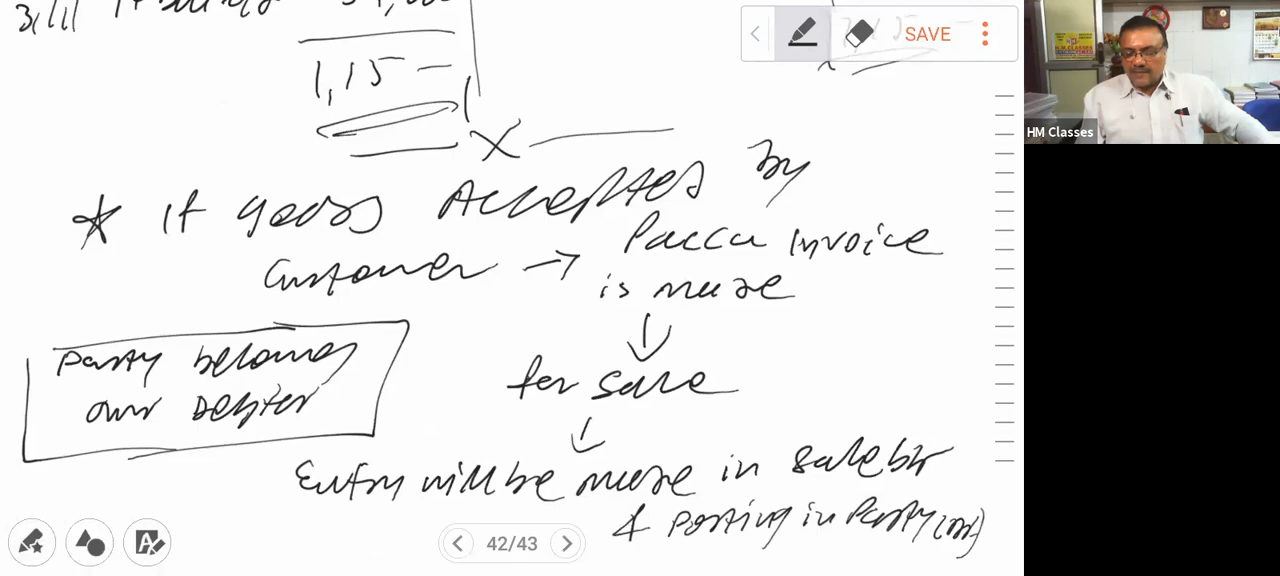 SAVE
1,15 -
HM Classes
* If goods Accepted by
Customer → Pacca Invoice
is made
for sale
Party becomes
our Debtor
Entry will be made in sale bk
& Posting in Party (Dr)
42/43